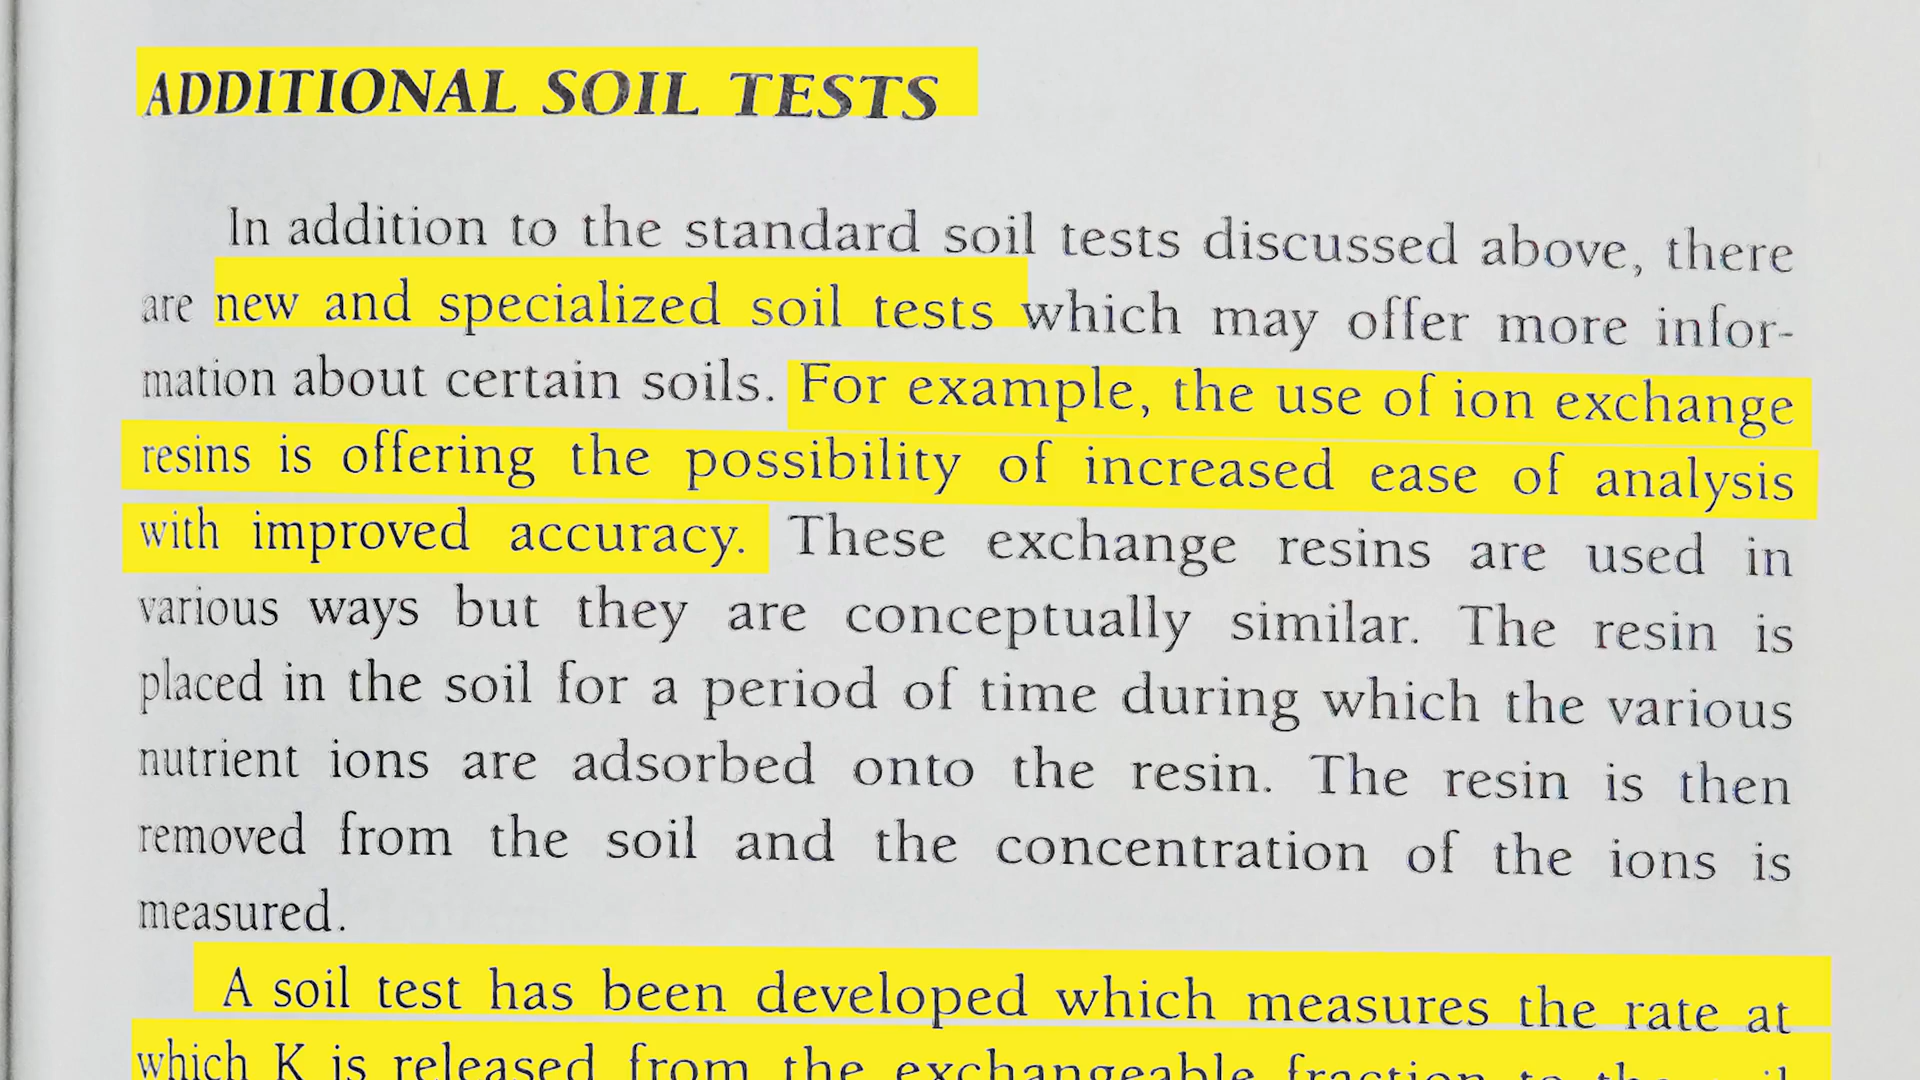 ADDITIONAL SOIL TESTS
In addition to the standard soil tests discussed above, there
are new and specialized soil tests which may offer more infor-
mation about certain soils. For example, the use of ion exchange
resins is offering the possibility of increased ease of analysis
with improved accuracy. These exchange resins are used in
various ways but they are conceptually similar. The resin is
placed in the soil for a period of time during which the various
nutrient ions are adsorbed onto the resin. The resin is then
removed from the soil and the concentration of the ions is
measured.
A soil test has been developed which measures the rate at
which K is released from the exchangeable fraction to the